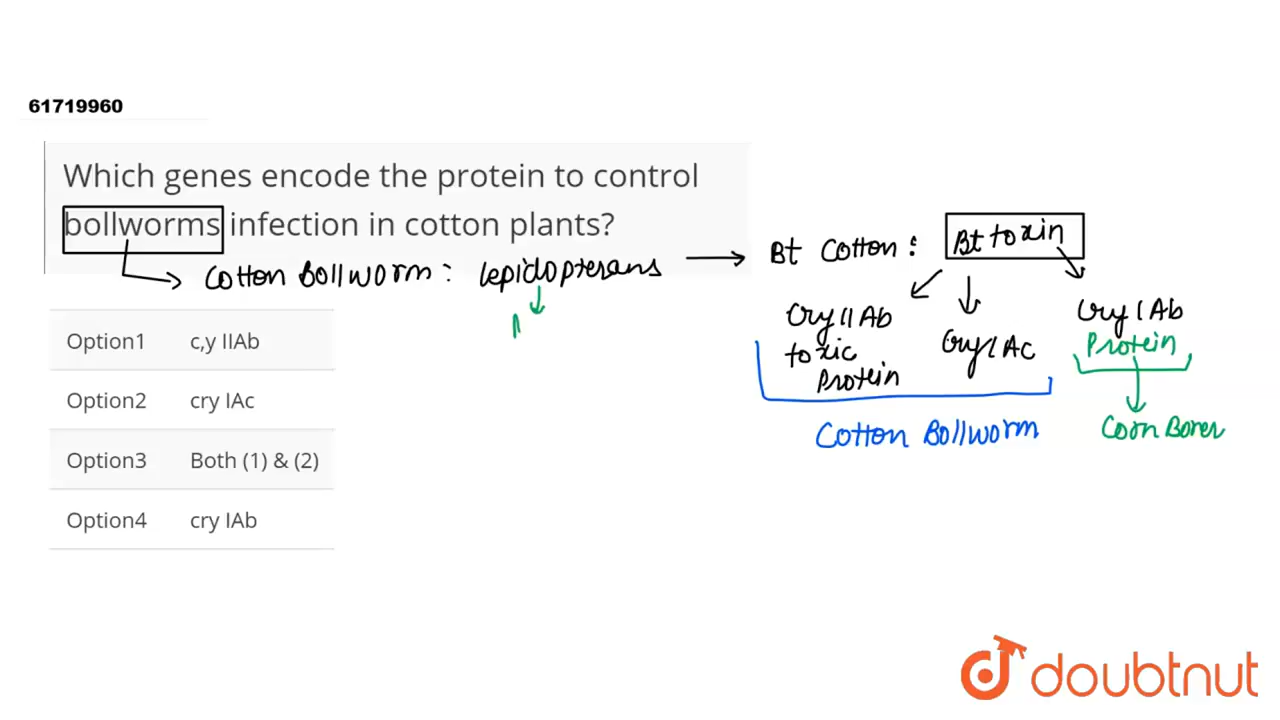 61719960
Which genes encode the protein to control
bollworms infection in cotton plants?
Cotton Bollworm : Lepidopterans
Bt Cotton : Bt toxin
Option1 c,y IIAb
Option2 cry IAc
Option3 Both (1) & (2)
Option4 cry IAb
Cry II Ab
toxic
Protein
Cry I Ac
Cry I Ab
Protein
Cotton Bollworm
Corn Borer
doubtnut